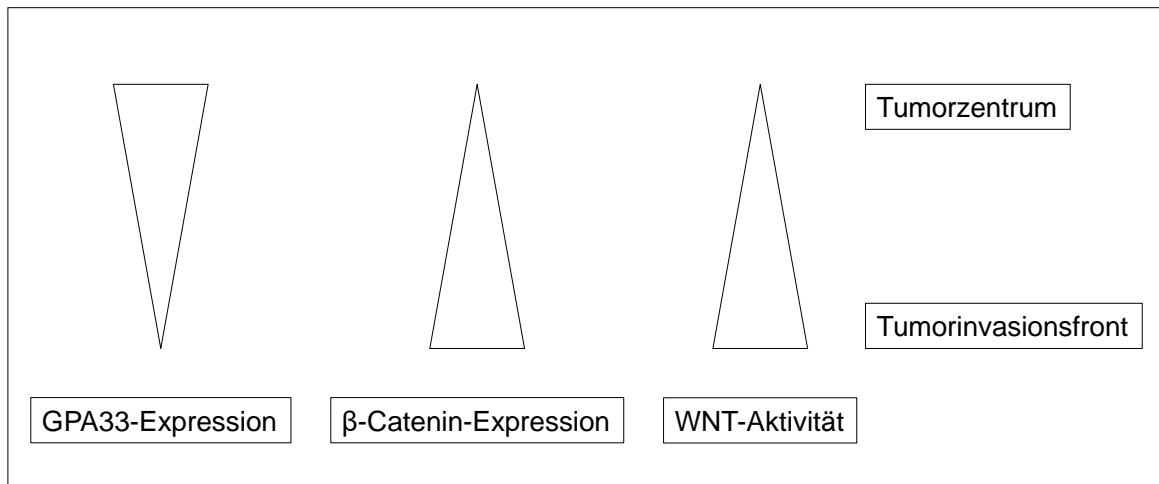 Tumorzentrum
Tumorinvasionsfront
GPA33-Expression
β-Catenin-Expression
WNT-Aktivität